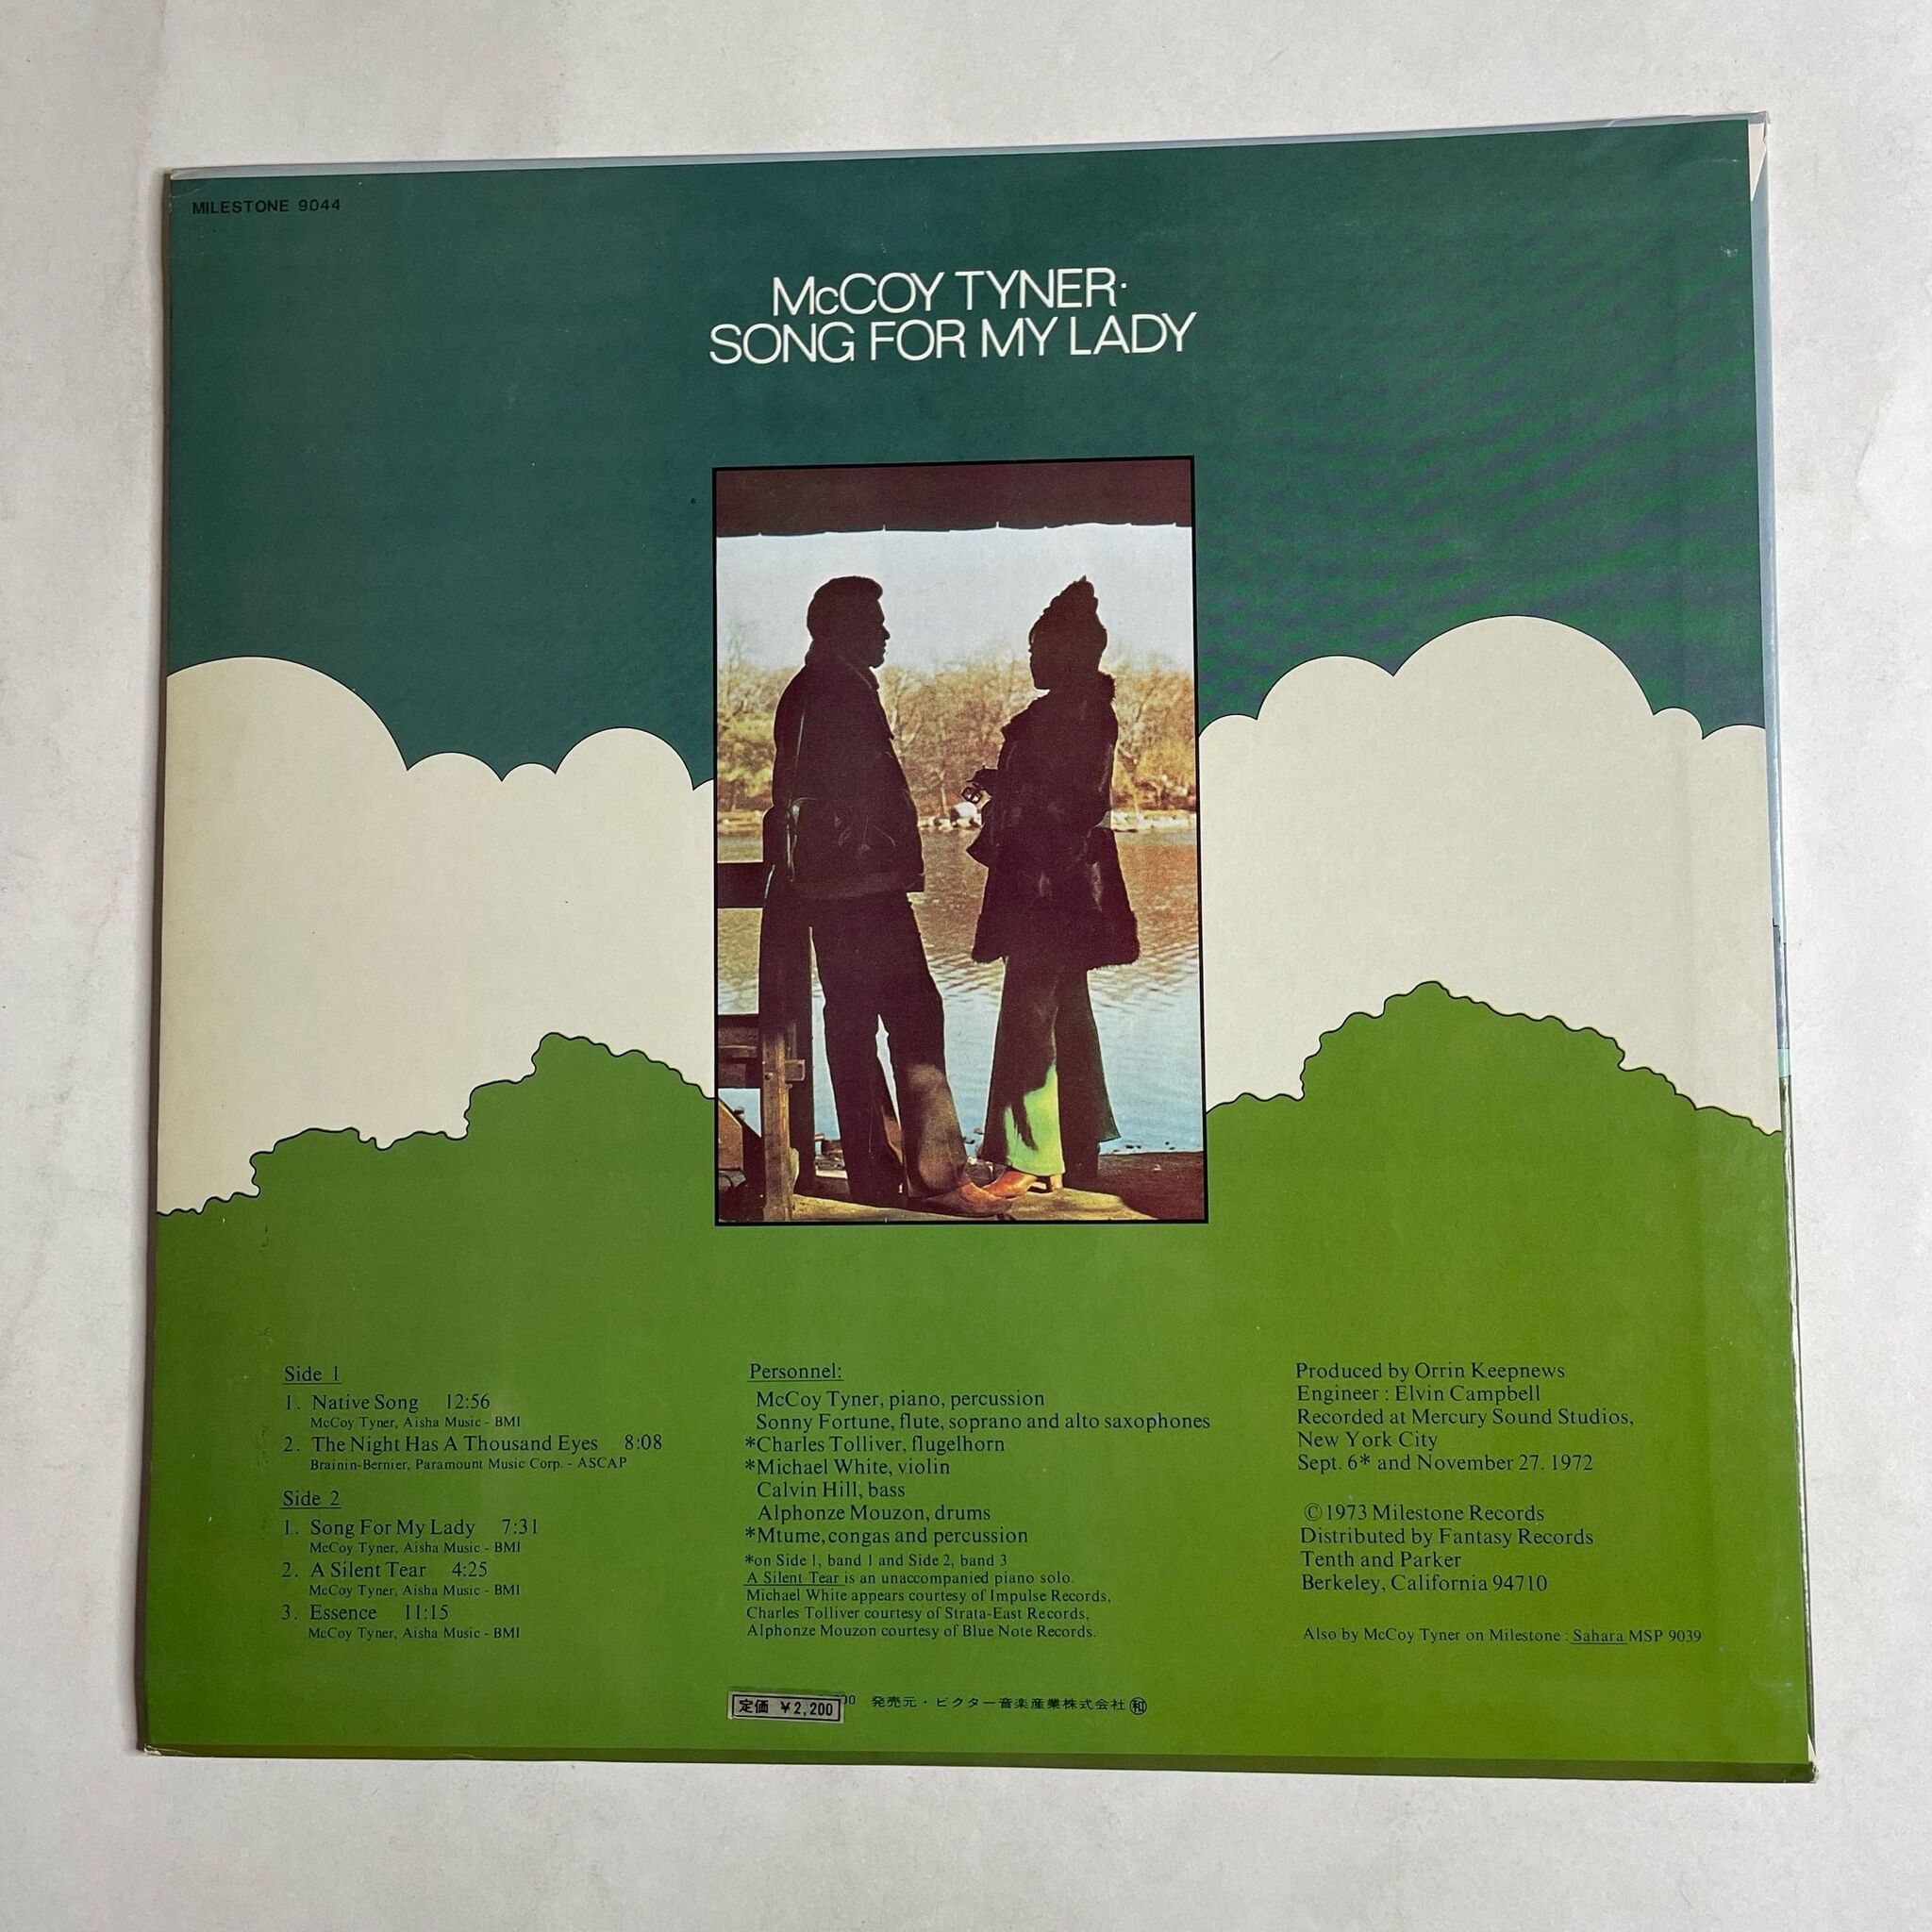 MILESTONE 9044
McCOY TYNER·
SONG FOR MY LADY
Side 1
1. Native Song 12:56
McCoy Tyner, Aisha Music - BMI
2. The Night Has A Thousand Eyes 8:08
Brainin-Bernier, Paramount Music Corp. - ASCAP
Side 2
1. Song For My Lady 7:31
McCoy Tyner, Aisha Music - BMI
2. A Silent Tear 4:25
McCoy Tyner, Aisha Music - BMI
3. Essence 11:15
McCoy Tyner, Aisha Music - BMI
Personnel:
McCoy Tyner, piano, percussion
Sonny Fortune, flute, soprano and alto saxophones
*Charles Tolliver, flugelhorn
*Michael White, violin
Calvin Hill, bass
Alphonze Mouzon, drums
*Mtume, congas and percussion
*on Side 1, band 1 and Side 2, band 3
A Silent Tear is an unaccompanied piano solo.
Michael White appears courtesy of Impulse Records,
Charles Tolliver courtesy of Strata-East Records,
Alphonze Mouzon courtesy of Blue Note Records.
Produced by Orrin Keepnews
Engineer : Elvin Campbell
Recorded at Mercury Sound Studios,
New York City
Sept. 6* and November 27. 1972
©1973 Milestone Records
Distributed by Fantasy Records
Tenth and Parker
Berkeley, California 94710
Also by McCoy Tyner on Milestone : Sahara MSP 9039
定価 ¥2,200 00 発売元・ビクター音楽産業株式会社 ㊒